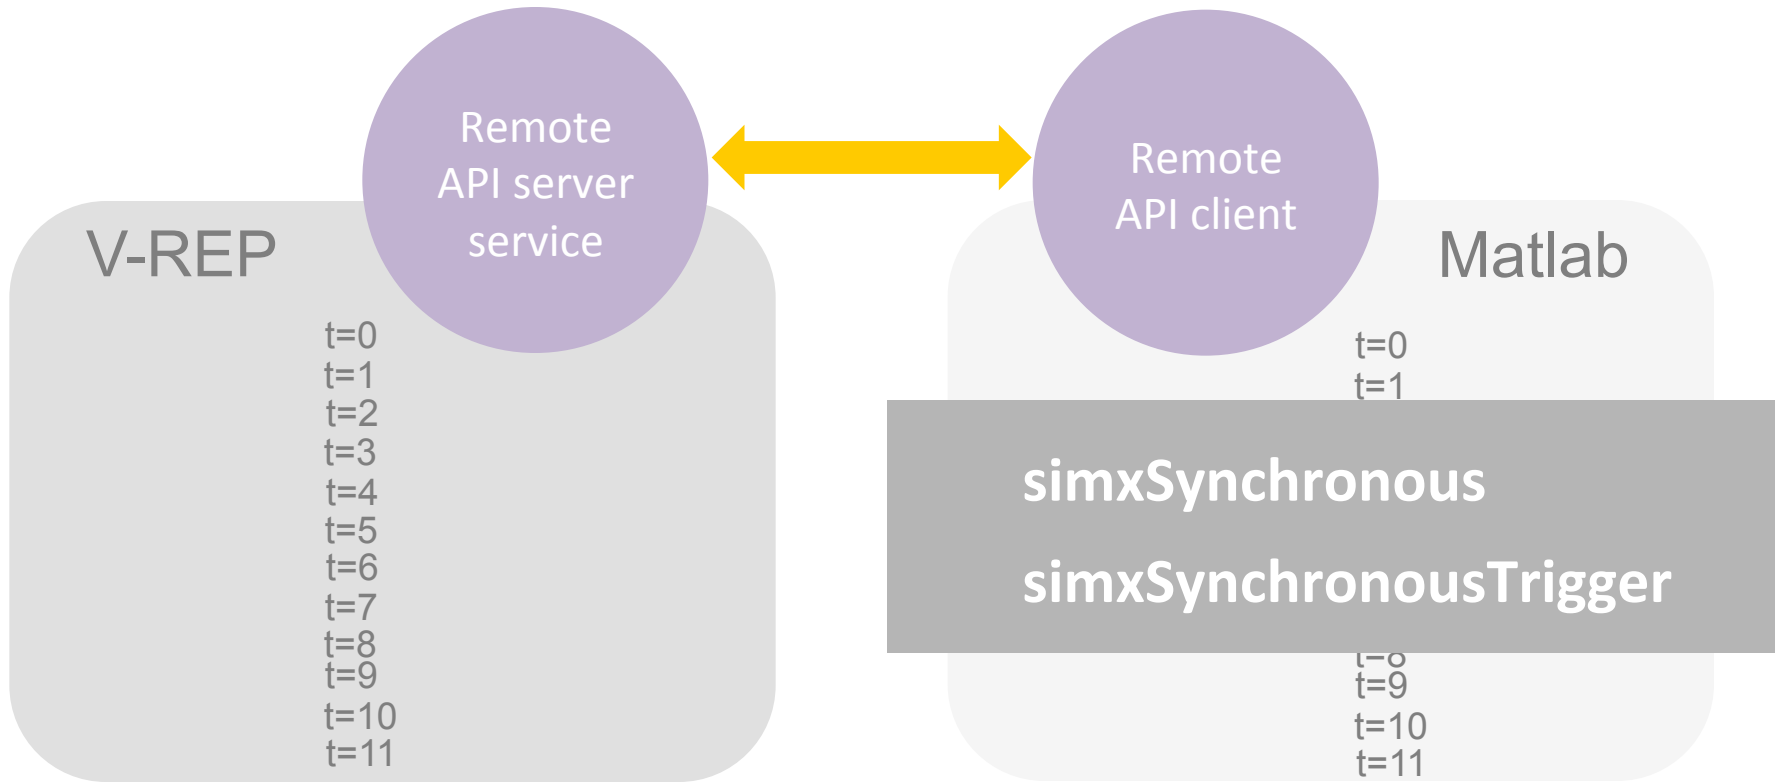 Remote
API server
service
Remote
API client
V-REP
Matlab
t=0
t=1
t=2
t=3
t=4
t=5
t=6
t=7
t=8
t=9
t=10
t=11
t=0
t=1
simxSynchronous
simxSynchronousTrigger
t=8
t=9
t=10
t=11